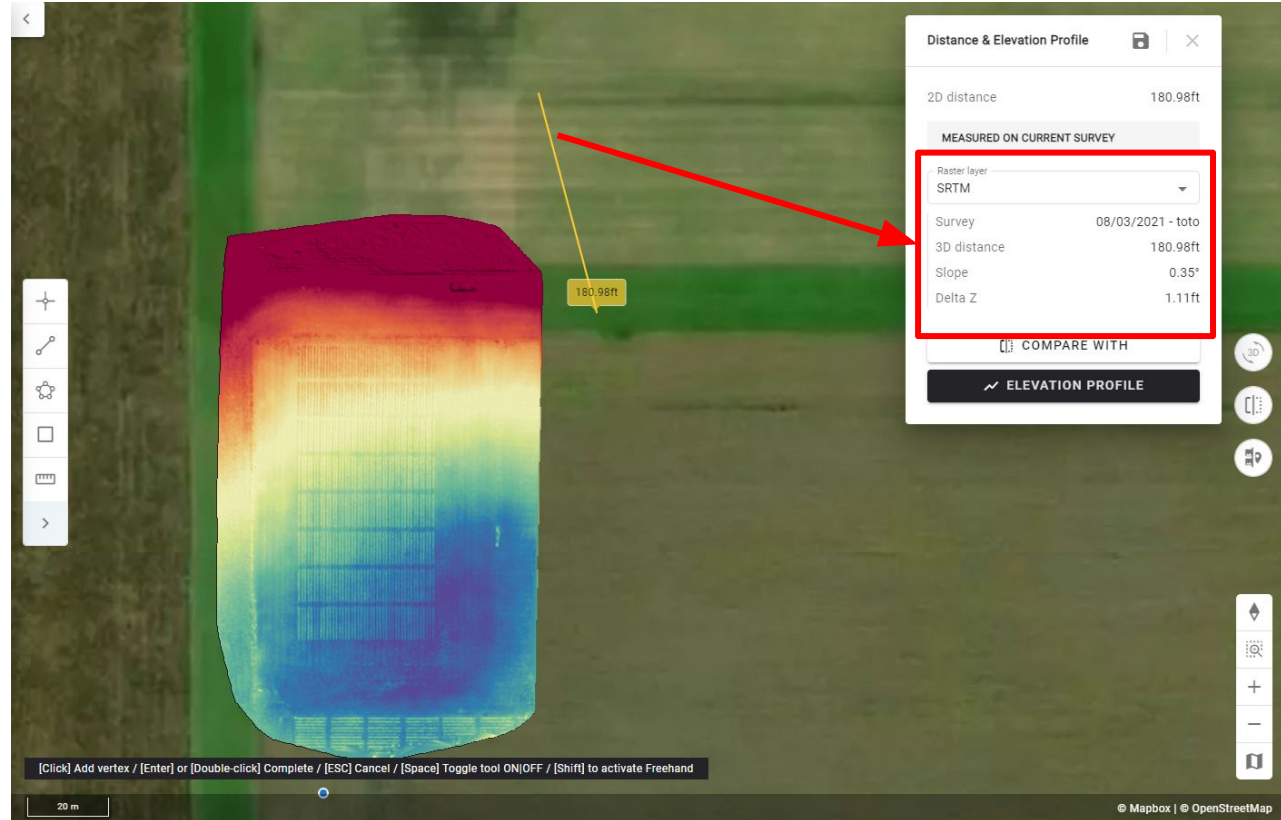 Distance & Elevation Profile
2D distance 180.98ft
MEASURED ON CURRENT SURVEY
Raster layer
SRTM
Survey 08/03/2021 - toto
3D distance 180.98ft
Slope 0.35°
Delta Z 1.11ft
COMPARE WITH
ELEVATION PROFILE
180.98ft
3D
[Click] Add vertex / [Enter] or [Double-click] Complete / [ESC] Cancel / [Space] Toggle tool ON|OFF / [Shift] to activate Freehand
20 m
© Mapbox | © OpenStreetMap